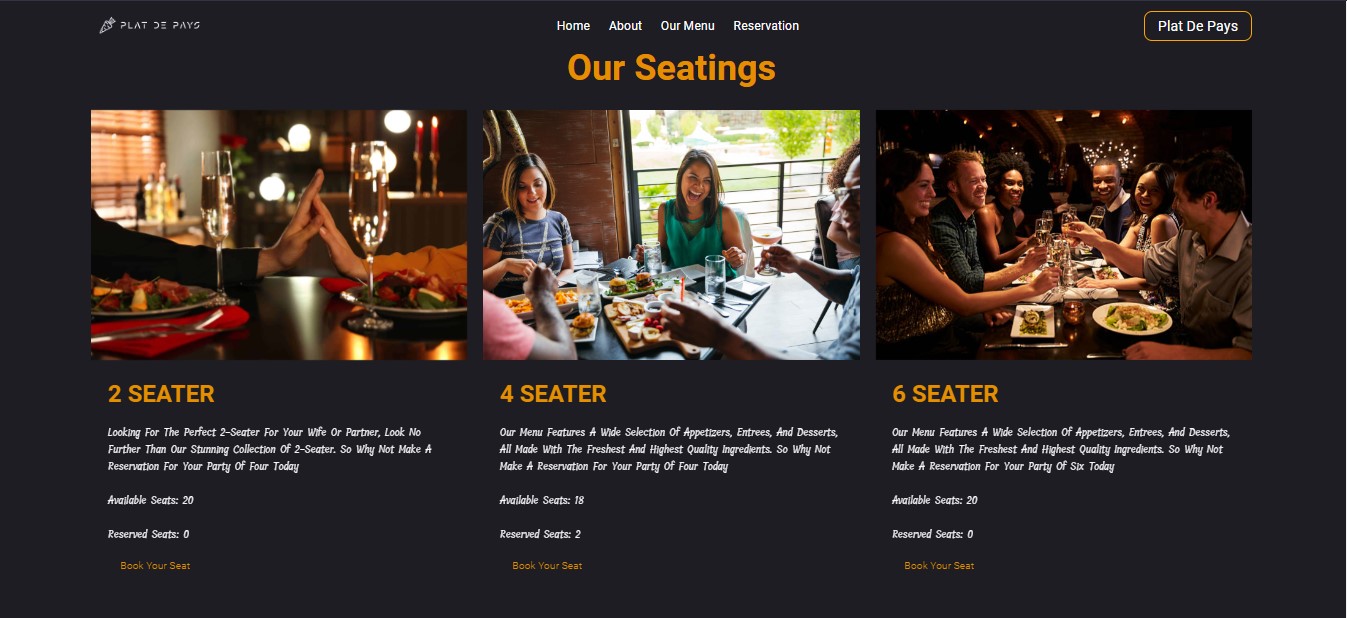 PLAT DE PAYS
Home About Our Menu Reservation
Plat De Pays
Our Seatings
2 SEATER
Looking For The Perfect 2-Seater For Your Wife Or Partner, Look No
Further Than Our Stunning Collection Of 2-Seater. So Why Not Make A
Reservation For Your Party Of Four Today
Available Seats: 20
Reserved Seats: 0
Book Your Seat
4 SEATER
Our Menu Features A Wide Selection Of Appetizers, Entrees, And Desserts,
All Made With The Freshest And Highest Quality Ingredients. So Why Not
Make A Reservation For Your Party Of Four Today
Available Seats: 18
Reserved Seats: 2
Book Your Seat
6 SEATER
Our Menu Features A Wide Selection Of Appetizers, Entrees, And Desserts,
All Made With The Freshest And Highest Quality Ingredients. So Why Not
Make A Reservation For Your Party Of Six Today
Available Seats: 20
Reserved Seats: 0
Book Your Seat